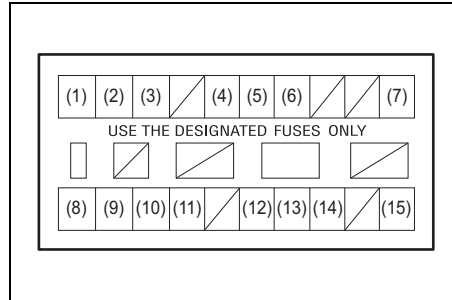 (1) (2) (3) (4) (5) (6) (7)
USE THE DESIGNATED FUSES ONLY
(8) (9) (10) (11) (12) (13) (14) (15)